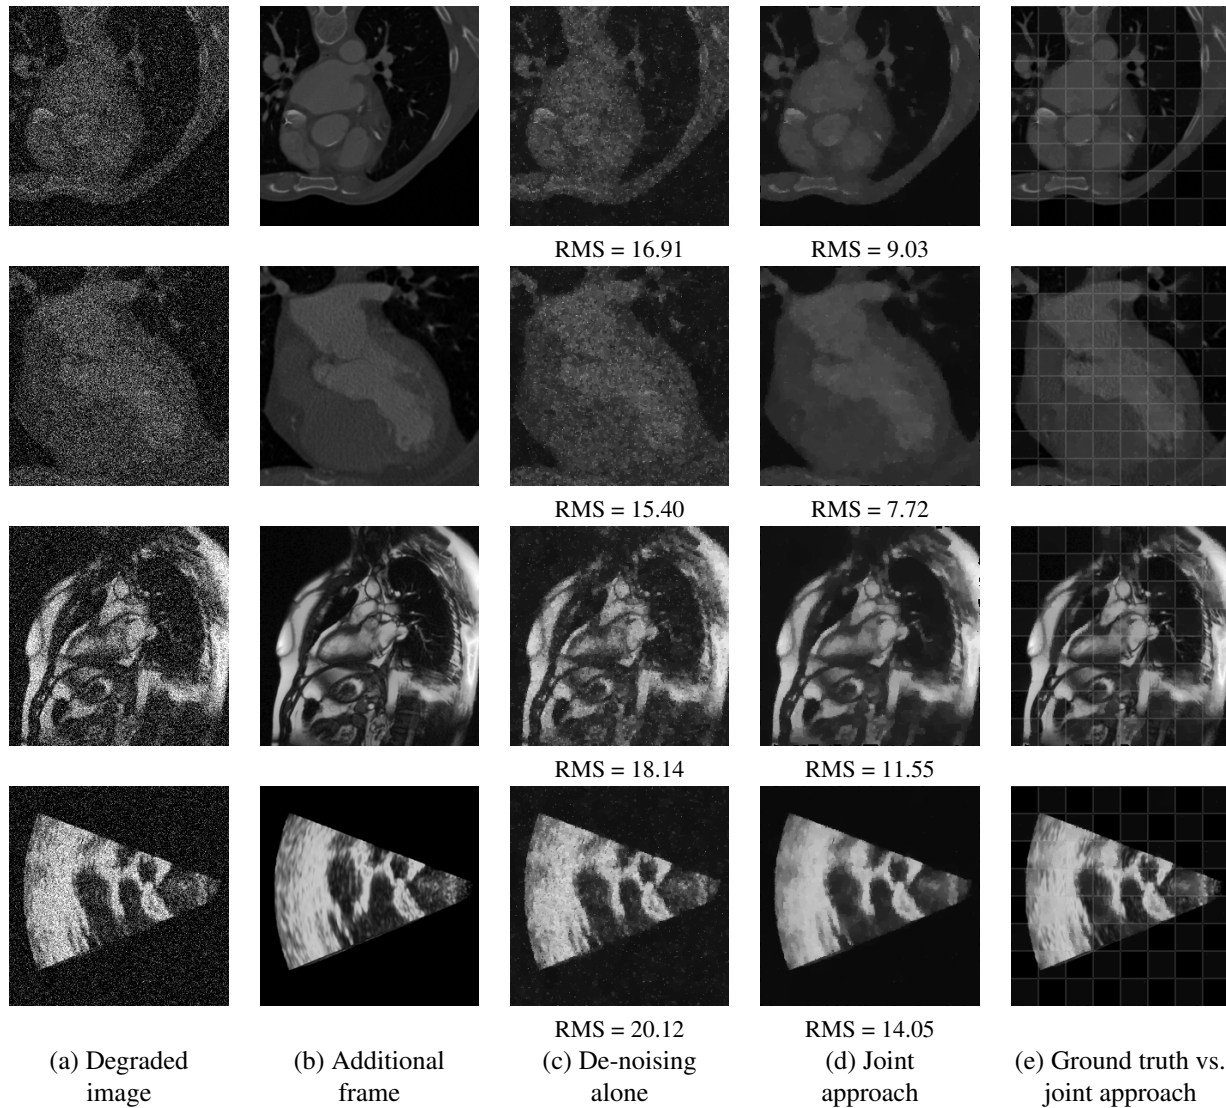 RMS = 16.91 RMS = 9.03
RMS = 15.40 RMS = 7.72
RMS = 18.14 RMS = 11.55
RMS = 20.12 RMS = 14.05
(a) Degraded image
(b) Additional frame
(c) De-noising alone
(d) Joint approach
(e) Ground truth vs. joint approach